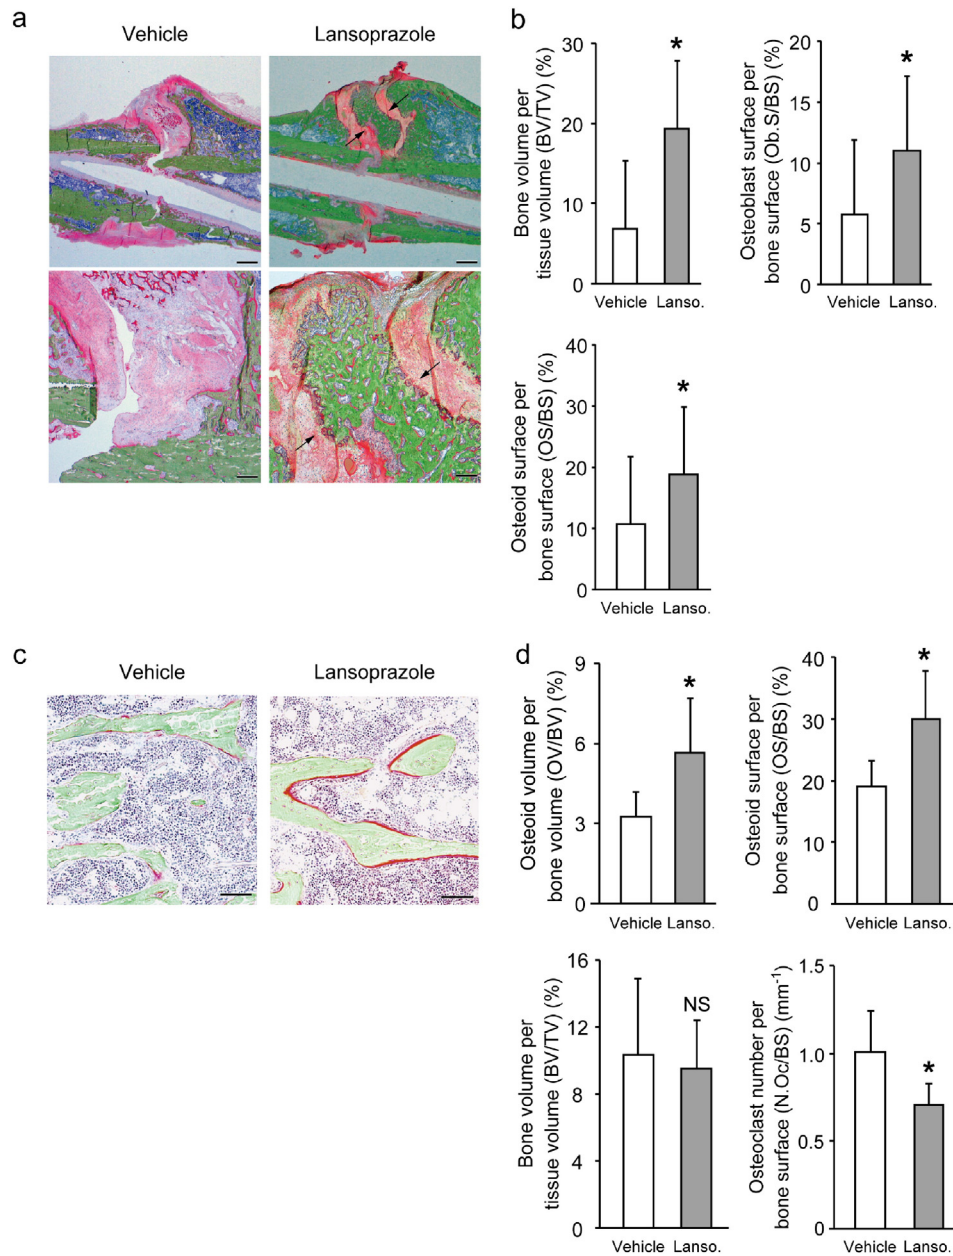 a
Vehicle
Lansoprazole
b
Bone volume per
tissue volume (BV/TV) (%)
30
20
10
0
*
Vehicle Lanso.
Osteoblast surface per
bone surface (Ob.S/BS) (%)
20
15
10
5
0
*
Vehicle Lanso.
Osteoid surface per
bone surface (OS/BS) (%)
40
30
20
10
0
*
Vehicle Lanso.
c
Vehicle
Lansoprazole
d
Osteoid volume per
bone volume (OV/BV) (%)
9
6
3
0
*
Vehicle Lanso.
Osteoid surface per
bone surface (OS/BS) (%)
40
30
20
10
0
*
Vehicle Lanso.
Bone volume per
tissue volume (BV/TV) (%)
16
12
8
4
0
NS
Vehicle Lanso.
Osteoclast number per
bone surface (N.Oc/BS) (mm⁻¹)
1.5
1.0
0.5
0
*
Vehicle Lanso.